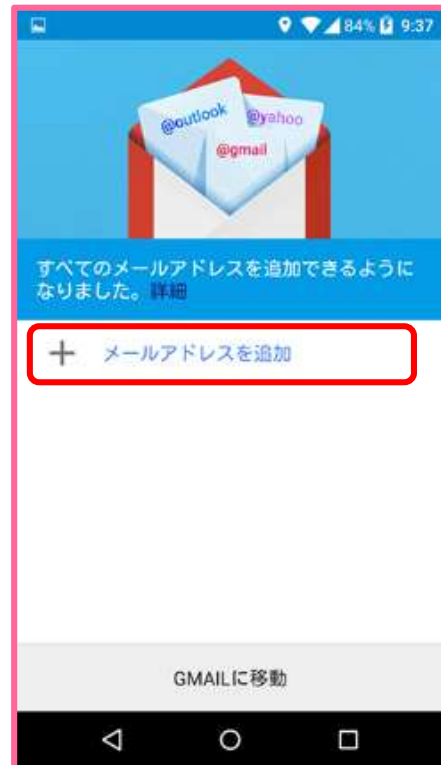 84% 9:37
@outlook @yahoo
@gmail
すべてのメールアドレスを追加できるように
なりました。詳細
メールアドレスを追加
GMAILに移動